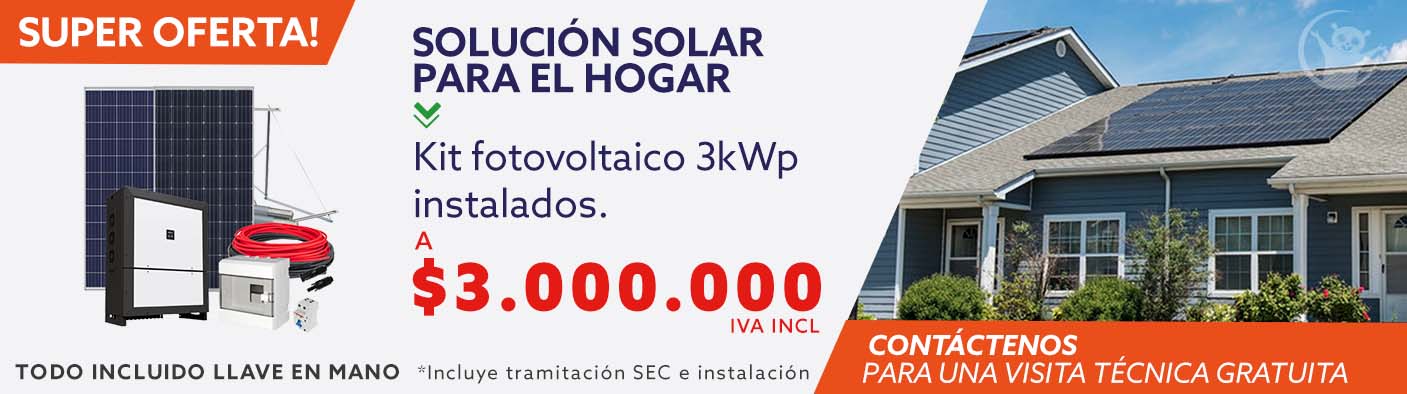 SUPER OFERTA!
SOLUCIÓN SOLAR
PARA EL HOGAR
Kit fotovoltaico 3kWp
instalados.
A
$3.000.000
IVA INCL
TODO INCLUIDO LLAVE EN MANO *Incluye tramitación SEC e instalación
CONTÁCTENOS
PARA UNA VISITA TÉCNICA GRATUITA